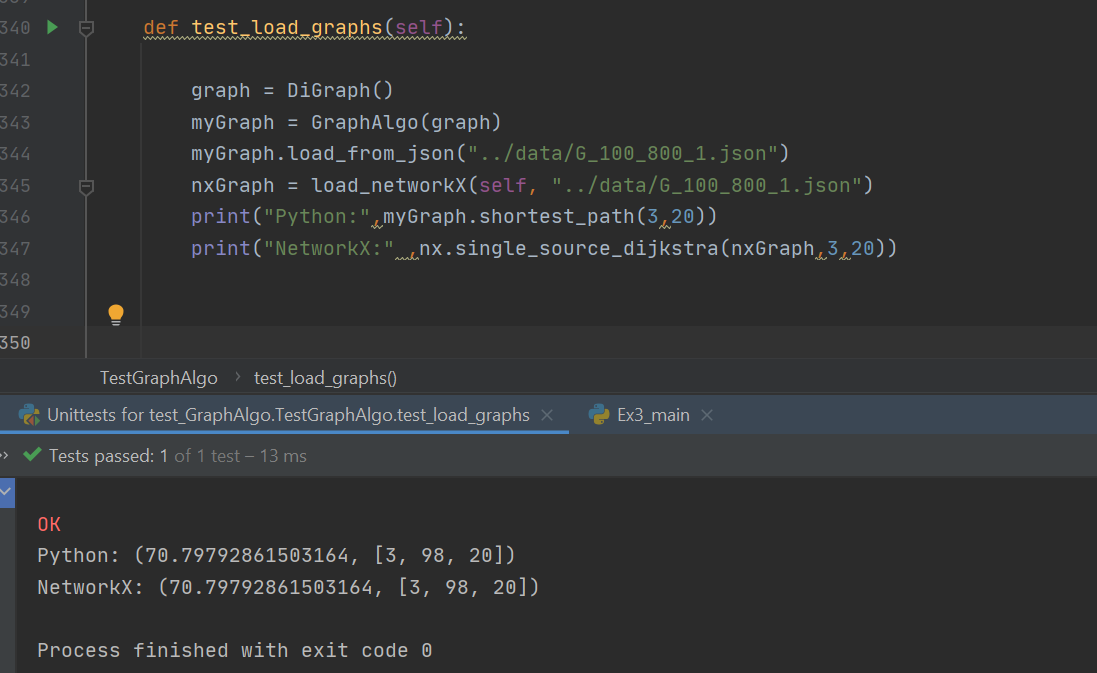 340 def test_load_graphs(self):
341
342 graph = DiGraph()
343 myGraph = GraphAlgo(graph)
344 myGraph.load_from_json("../data/G_100_800_1.json")
345 nxGraph = load_networkX(self, "../data/G_100_800_1.json")
346 print("Python:",myGraph.shortest_path(3,20))
347 print("NetworkX:" ,nx.single_source_dijkstra(nxGraph,3,20))
348
349
350
TestGraphAlgo › test_load_graphs()
Unittests for test_GraphAlgo.TestGraphAlgo.test_load_graphs × Ex3_main ×
» Tests passed: 1 of 1 test – 13 ms
OK
Python: (70.79792861503164, [3, 98, 20])
NetworkX: (70.79792861503164, [3, 98, 20])
Process finished with exit code 0